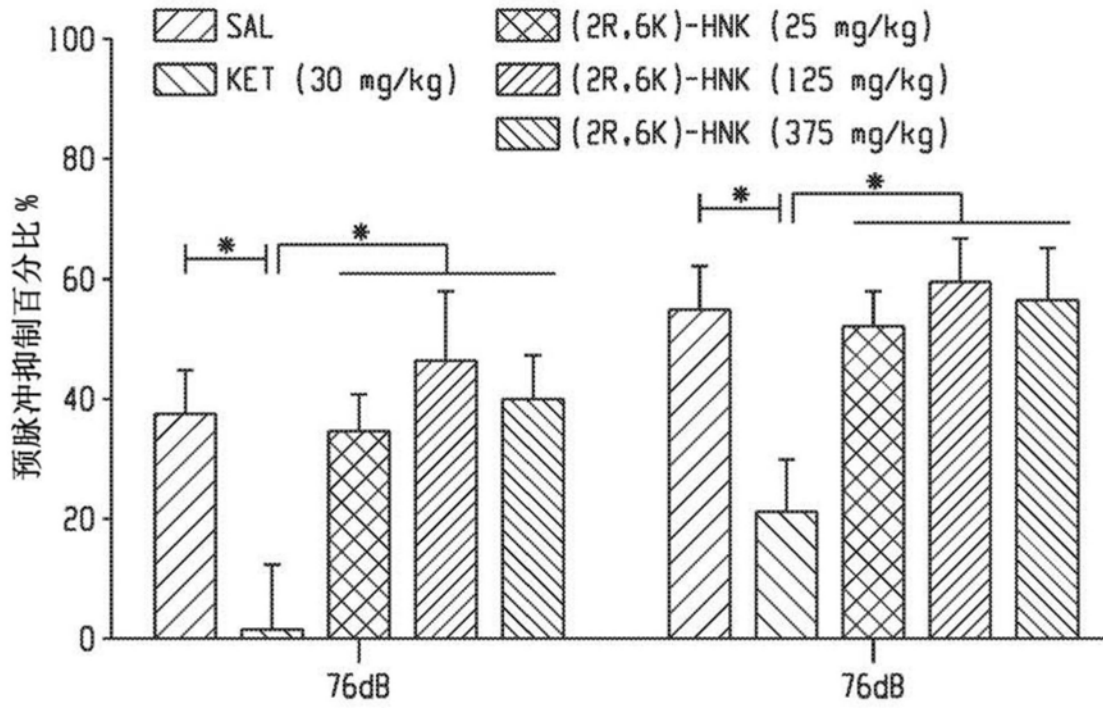 100
80
60
40
20
0
预脉冲抑制百分比 %
SAL
KET (30 mg/kg)
(2R,6K)-HNK (25 mg/kg)
(2R,6K)-HNK (125 mg/kg)
(2R,6K)-HNK (375 mg/kg)
* *
* *
76dB
76dB